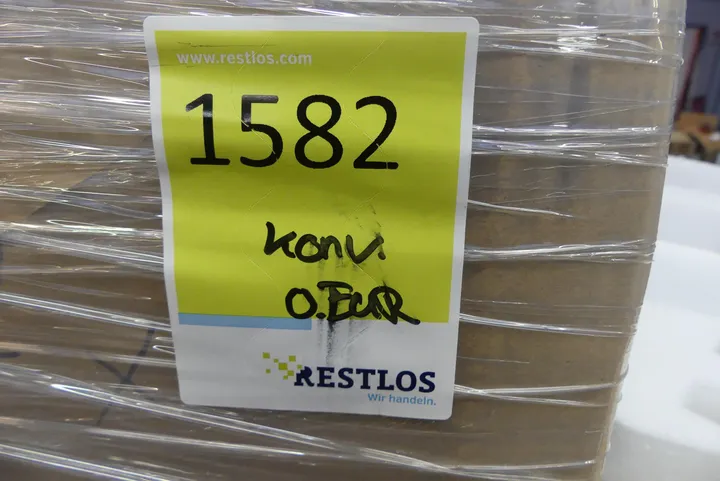 www.restlos.com
1582
Konv.
O.EUR
RESTLOS
Wir handeln.